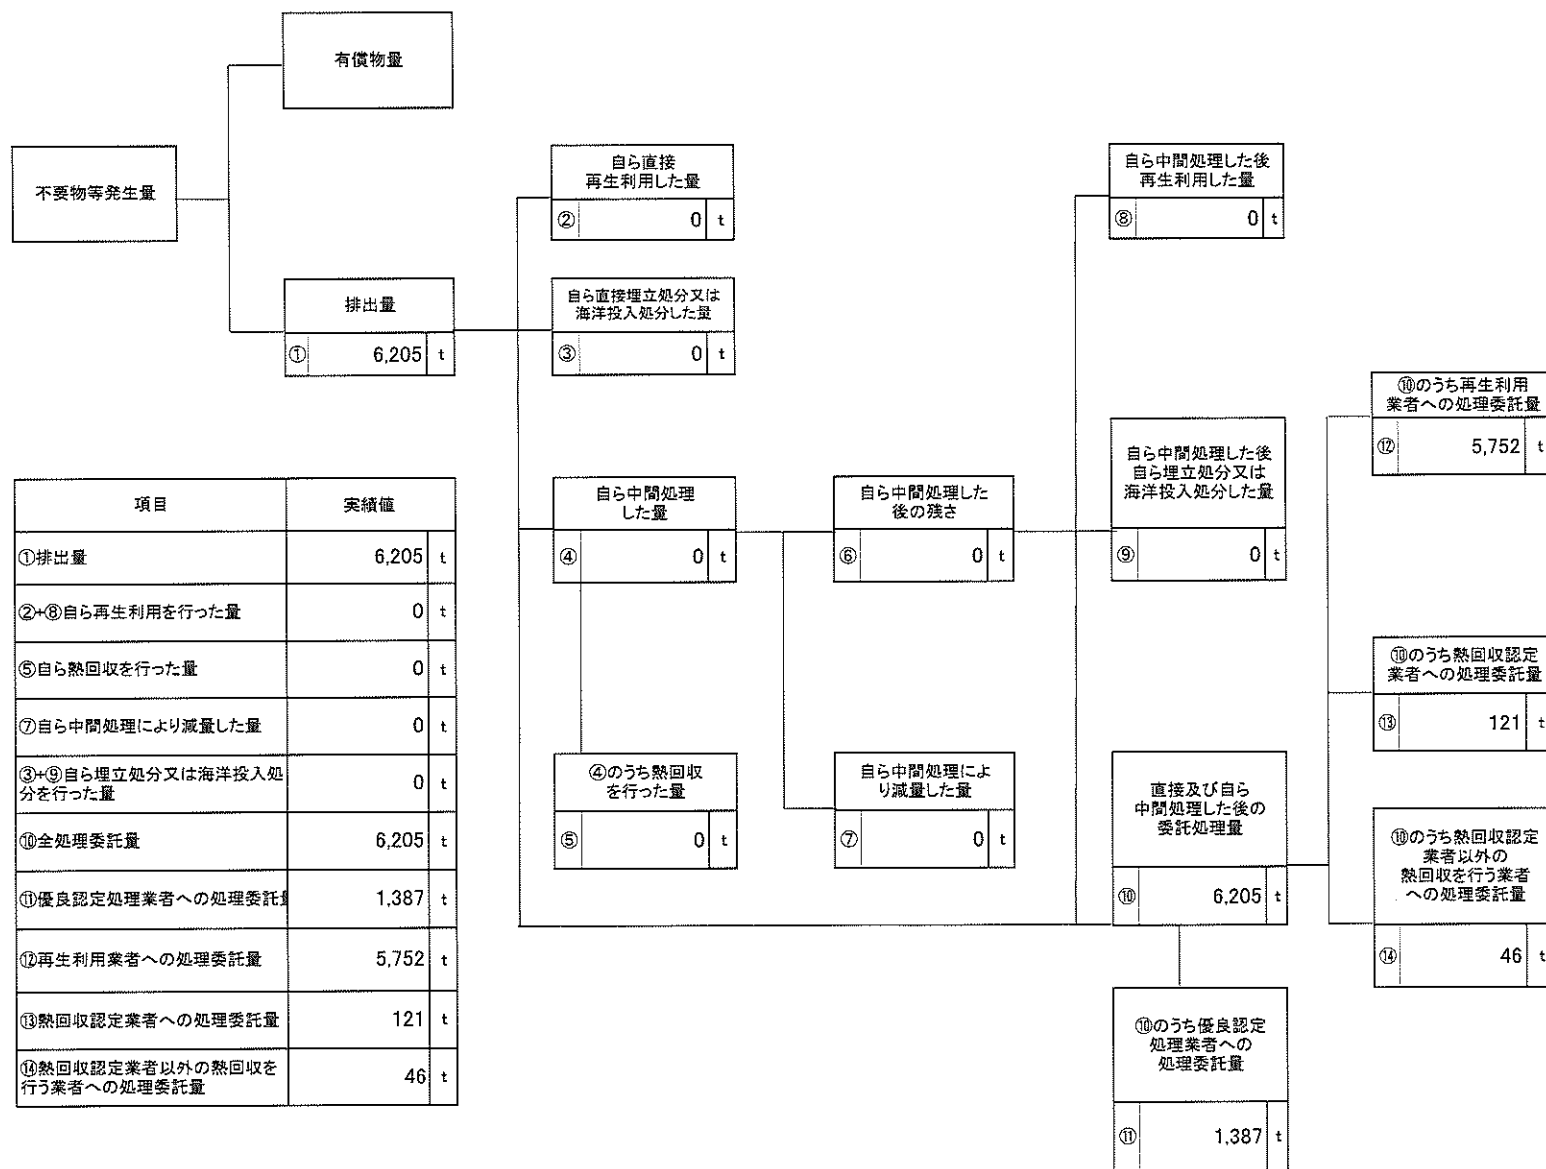 有償物量
不要物等発生量
排出量
① 6,205 t
自ら直接
再生利用した量
② 0 t
自ら直接埋立処分又は
海洋投入処分した量
③ 0 t
自ら中間処理
した量
④ 0 t
④のうち熱回収
を行った量
⑤ 0 t
自ら中間処理した
後の残さ
⑥ 0 t
自ら中間処理によ
り減量した量
⑦ 0 t
自ら中間処理した後
再生利用した量
⑧ 0 t
自ら中間処理した後
自ら埋立処分又は
海洋投入処分した量
⑨ 0 t
直接及び自ら
中間処理した後の
委託処理量
⑩ 6,205 t
⑩のうち優良認定
処理業者への
処理委託量
⑪ 1,387 t
⑩のうち再生利用
業者への処理委託量
⑫ 5,752 t
⑩のうち熱回収認定
業者への処理委託量
⑬ 121 t
⑩のうち熱回収認定
業者以外の
熱回収を行う業者
への処理委託量
⑭ 46 t
項目 実績値
①排出量 6,205 t
②+⑧自ら再生利用を行った量 0 t
⑤自ら熱回収を行った量 0 t
⑦自ら中間処理により減量した量 0 t
③+⑨自ら埋立処分又は海洋投入処
分を行った量 0 t
⑩全処理委託量 6,205 t
⑪優良認定処理業者への処理委託量 1,387 t
⑫再生利用業者への処理委託量 5,752 t
⑬熱回収認定業者への処理委託量 121 t
⑭熱回収認定業者以外の熱回収を
行う業者への処理委託量 46 t